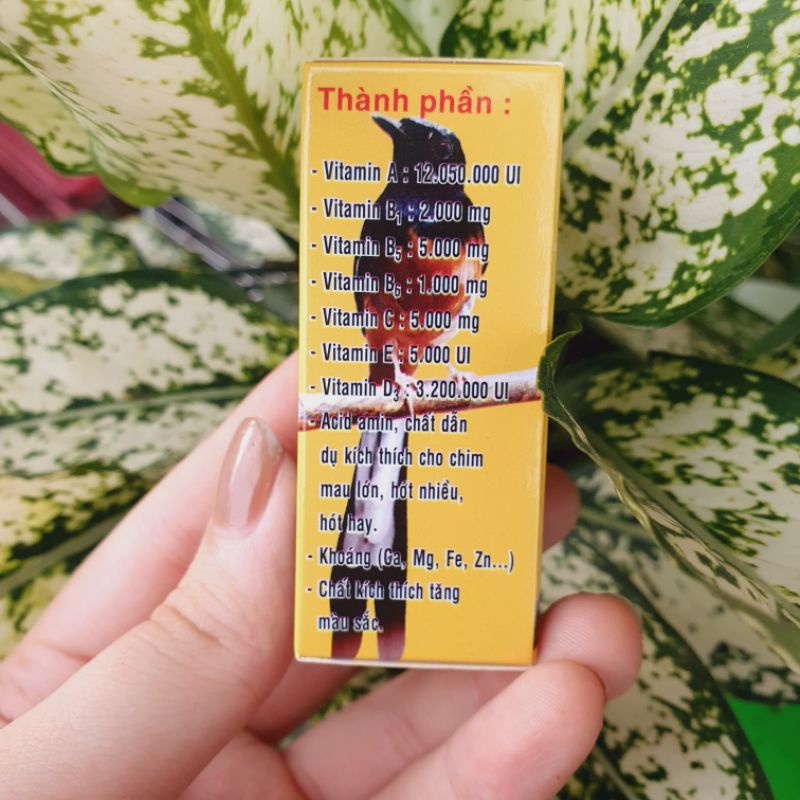 Thành phần :
- Vitamin A : 12.050.000 UI
- Vitamin B1 : 2.000 mg
- Vitamin B5 : 5.000 mg
- Vitamin B6 : 1.000 mg
- Vitamin C : 5.000 mg
- Vitamin E : 5.000 UI
- Vitamin D3 : 3.200.000 UI
- Acid amin, chất dẫn
dụ kích thích cho chim
mau lớn, hót nhiều,
hót hay.
- Khoáng (Ca, Mg, Fe, Zn...)
- Chất kích thích tăng
màu sắc.